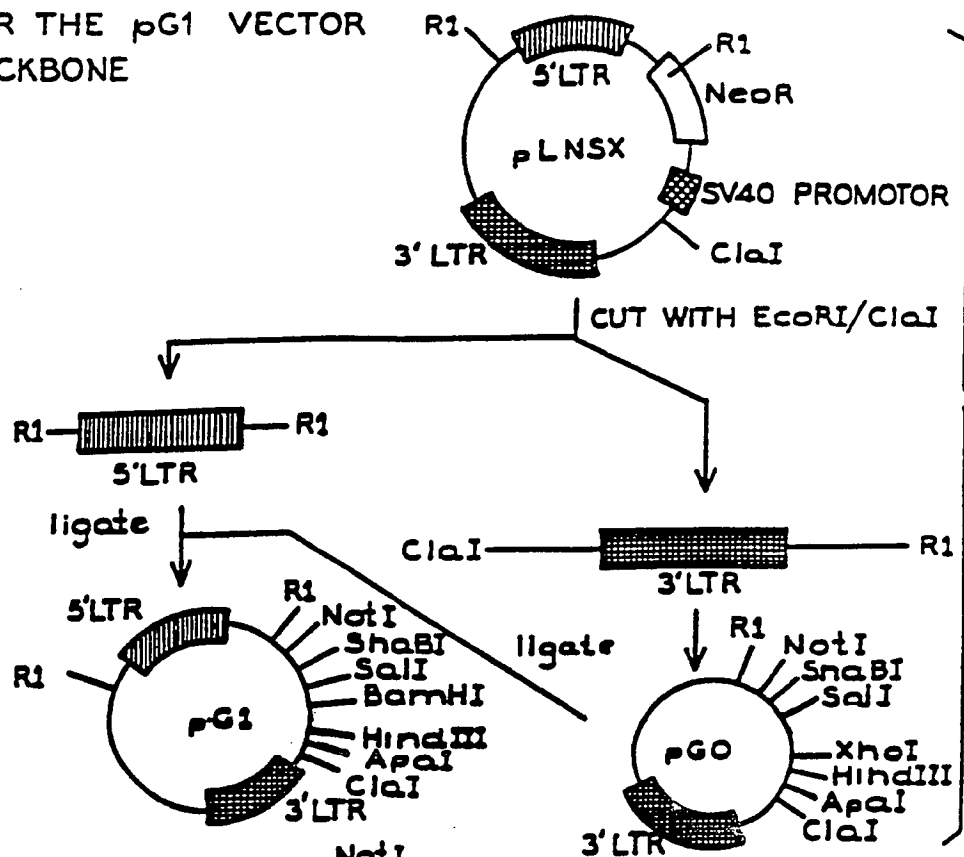 R THE pG1 VECTOR
CKBONE
R1
5'LTR
R1
NeoR
pLNSX
SV40 PROMOTOR
3' LTR
ClaI
CUT WITH EcoRI/ClaI
R1
R1
5'LTR
ligate
ClaI
R1
3'LTR
5'LTR
R1
NotI
ShaBI
SalI
BamHI
R1
pG1
HindIII
ApaI
ClaI
3'LTR
ligate
R1
NotI
SnaBI
SalI
pGO
XhoI
HindIII
ApaI
ClaI
3'LTR
NotI